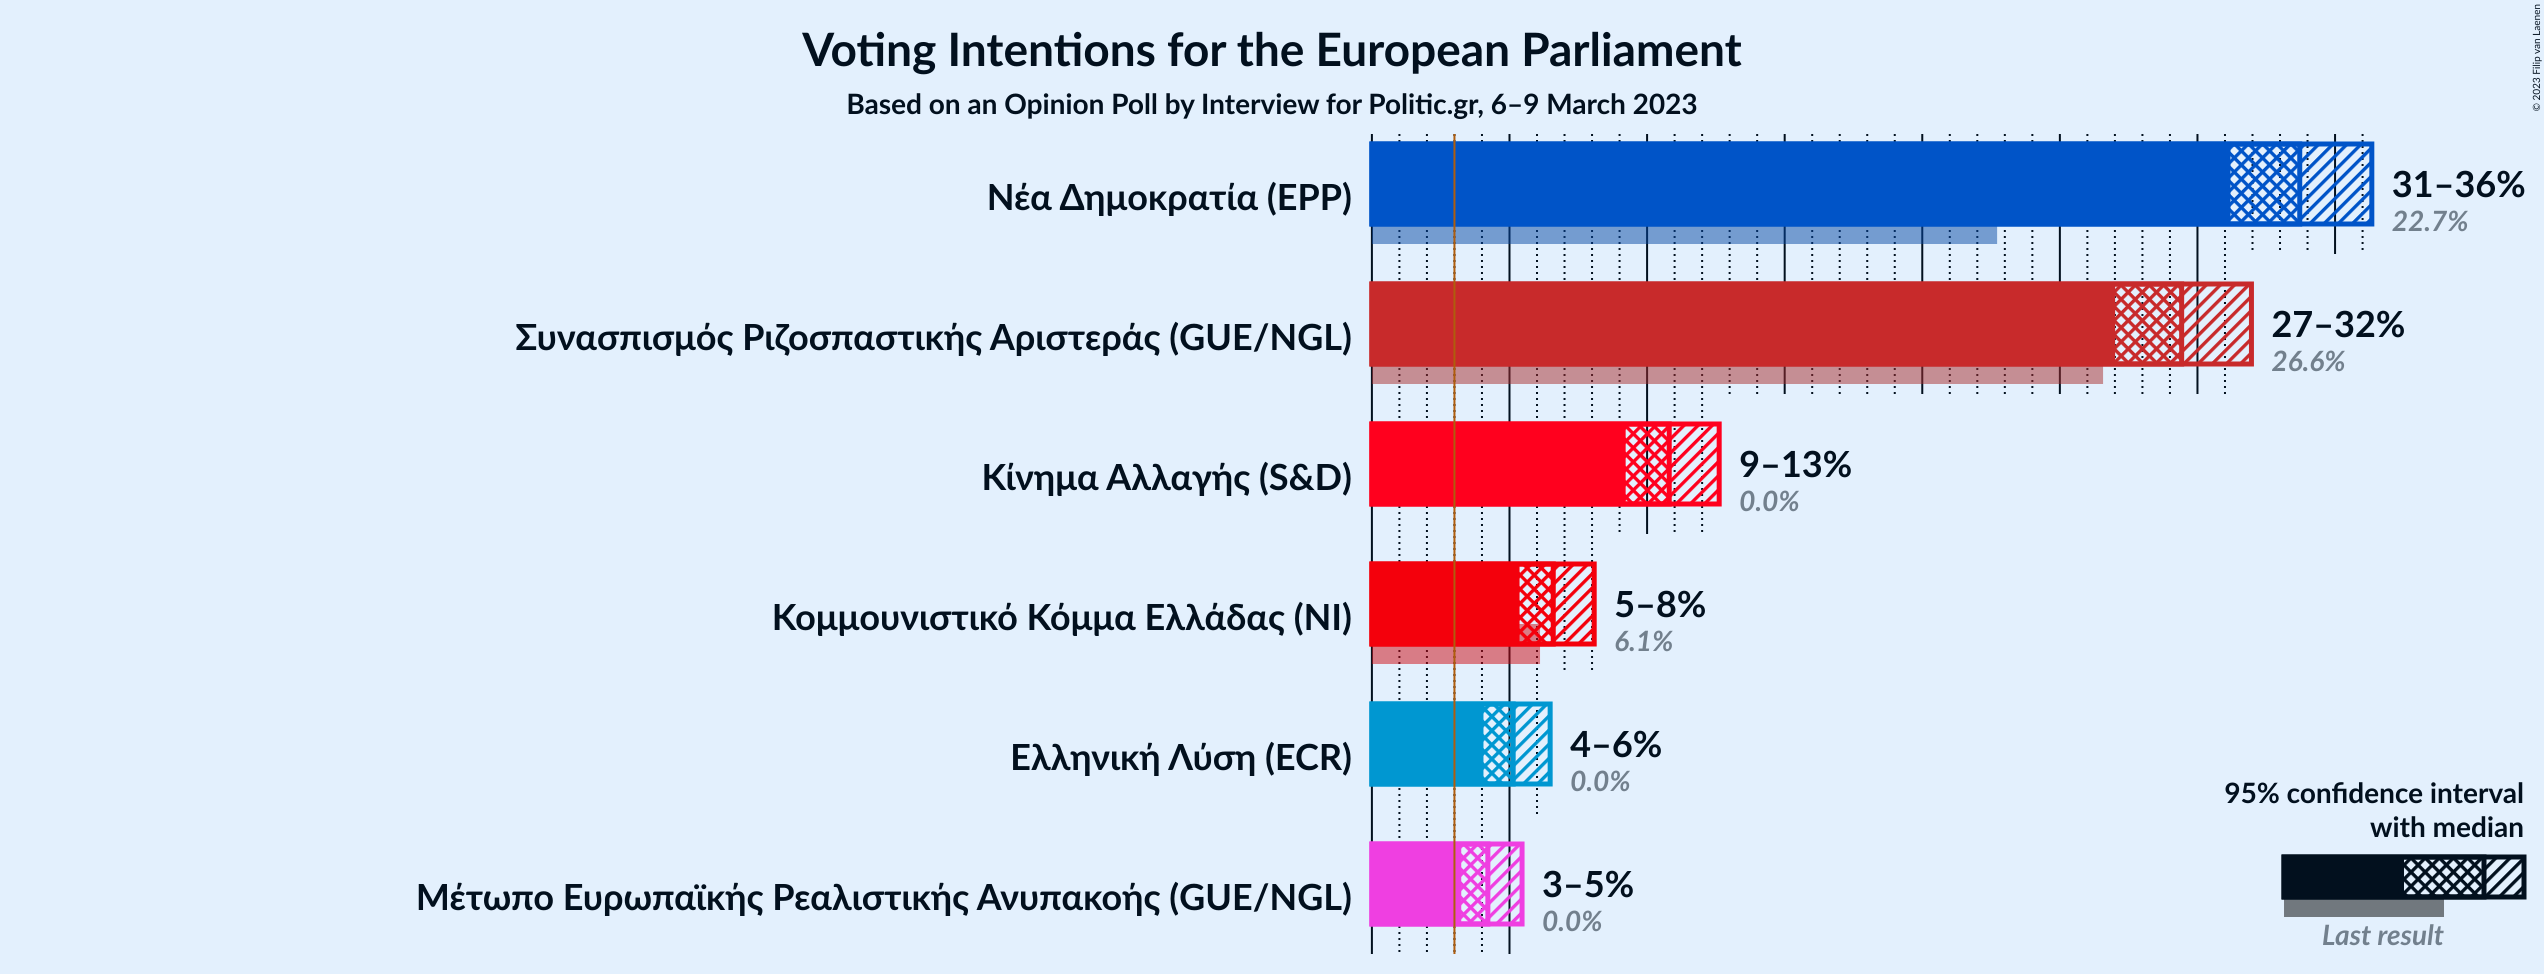 Voting Intentions for the European Parliament
Based on an Opinion Poll by Interview for Politic.gr, 6–9 March 2023
© 2023 Filip van Laenen
Νέα Δημοκρατία (EPP)
31–36%
22.7%
Συνασπισμός Ριζοσπαστικής Αριστεράς (GUE/NGL)
27–32%
26.6%
Κίνημα Αλλαγής (S&D)
9–13%
0.0%
Κομμουνιστικό Κόμμα Ελλάδας (NI)
5–8%
6.1%
Ελληνική Λύση (ECR)
4–6%
0.0%
Μέτωπο Ευρωπαϊκής Ρεαλιστικής Ανυπακοής (GUE/NGL)
3–5%
0.0%
95% confidence interval
with median
Last result